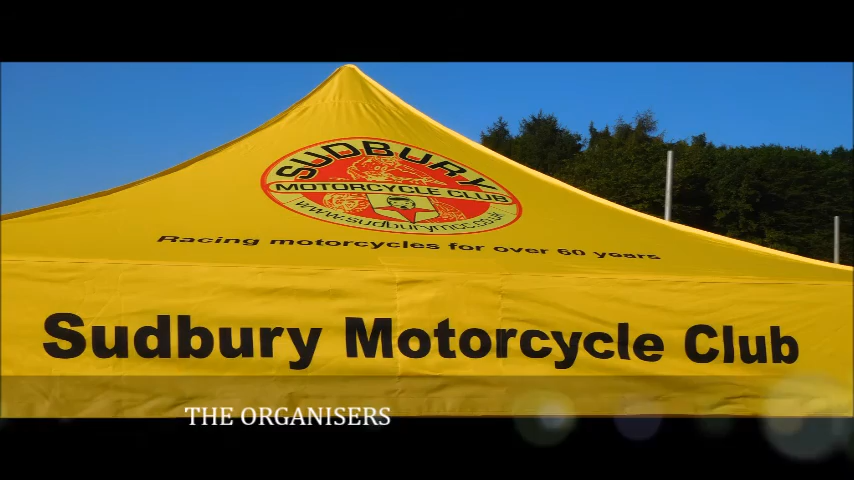 SUDBURY
MOTORCYCLE CLUB
www.sudburymcc.co.uk
Racing motorcycles for over 60 years
Sudbury Motorcycle Club
THE ORGANISERS